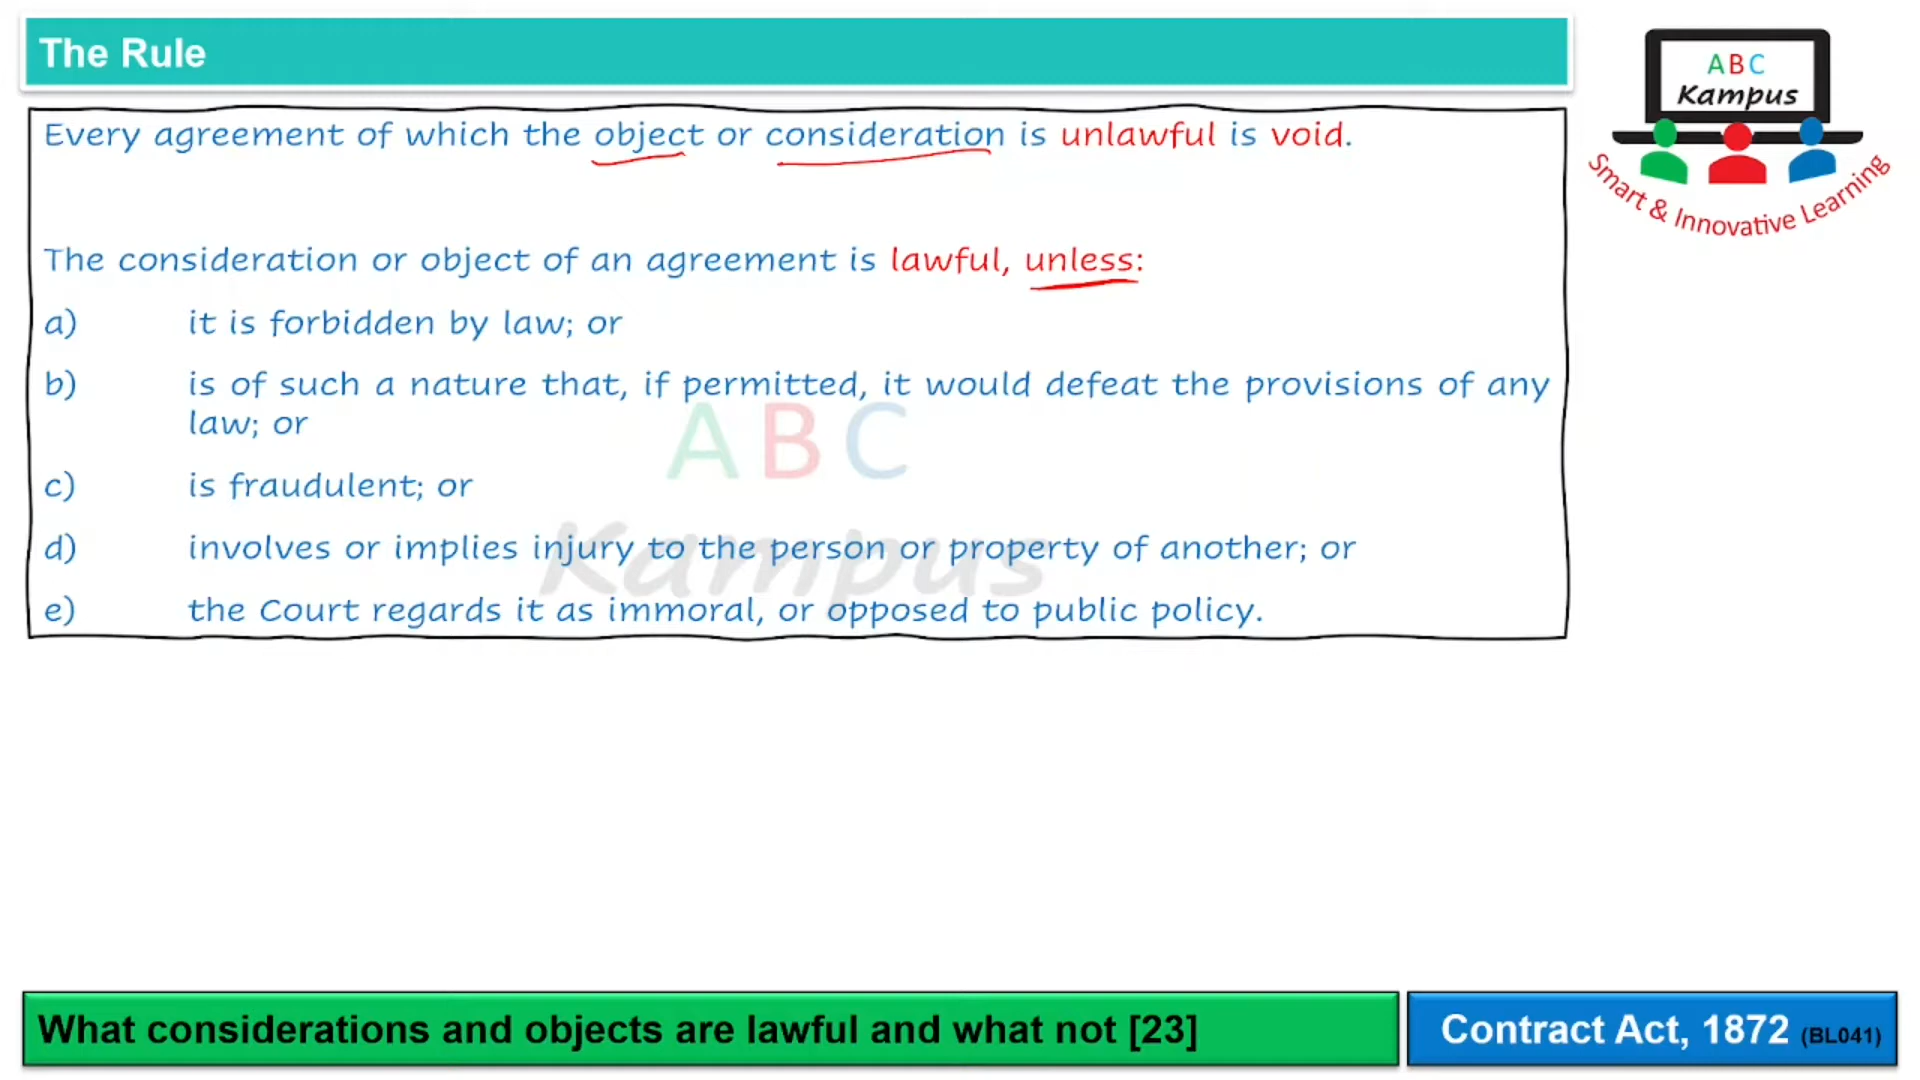 The Rule
A B C
Kampus
Smart & Innovative Learning
Every agreement of which the object or consideration is unlawful is void.
The consideration or object of an agreement is lawful, unless:
a) it is forbidden by law; or
b) is of such a nature that, if permitted, it would defeat the provisions of any
law; or
c) is fraudulent; or
d) involves or implies injury to the person or property of another; or
e) the Court regards it as immoral, or opposed to public policy.
A B C
Kampus
What considerations and objects are lawful and what not [23]
Contract Act, 1872 (BL041)